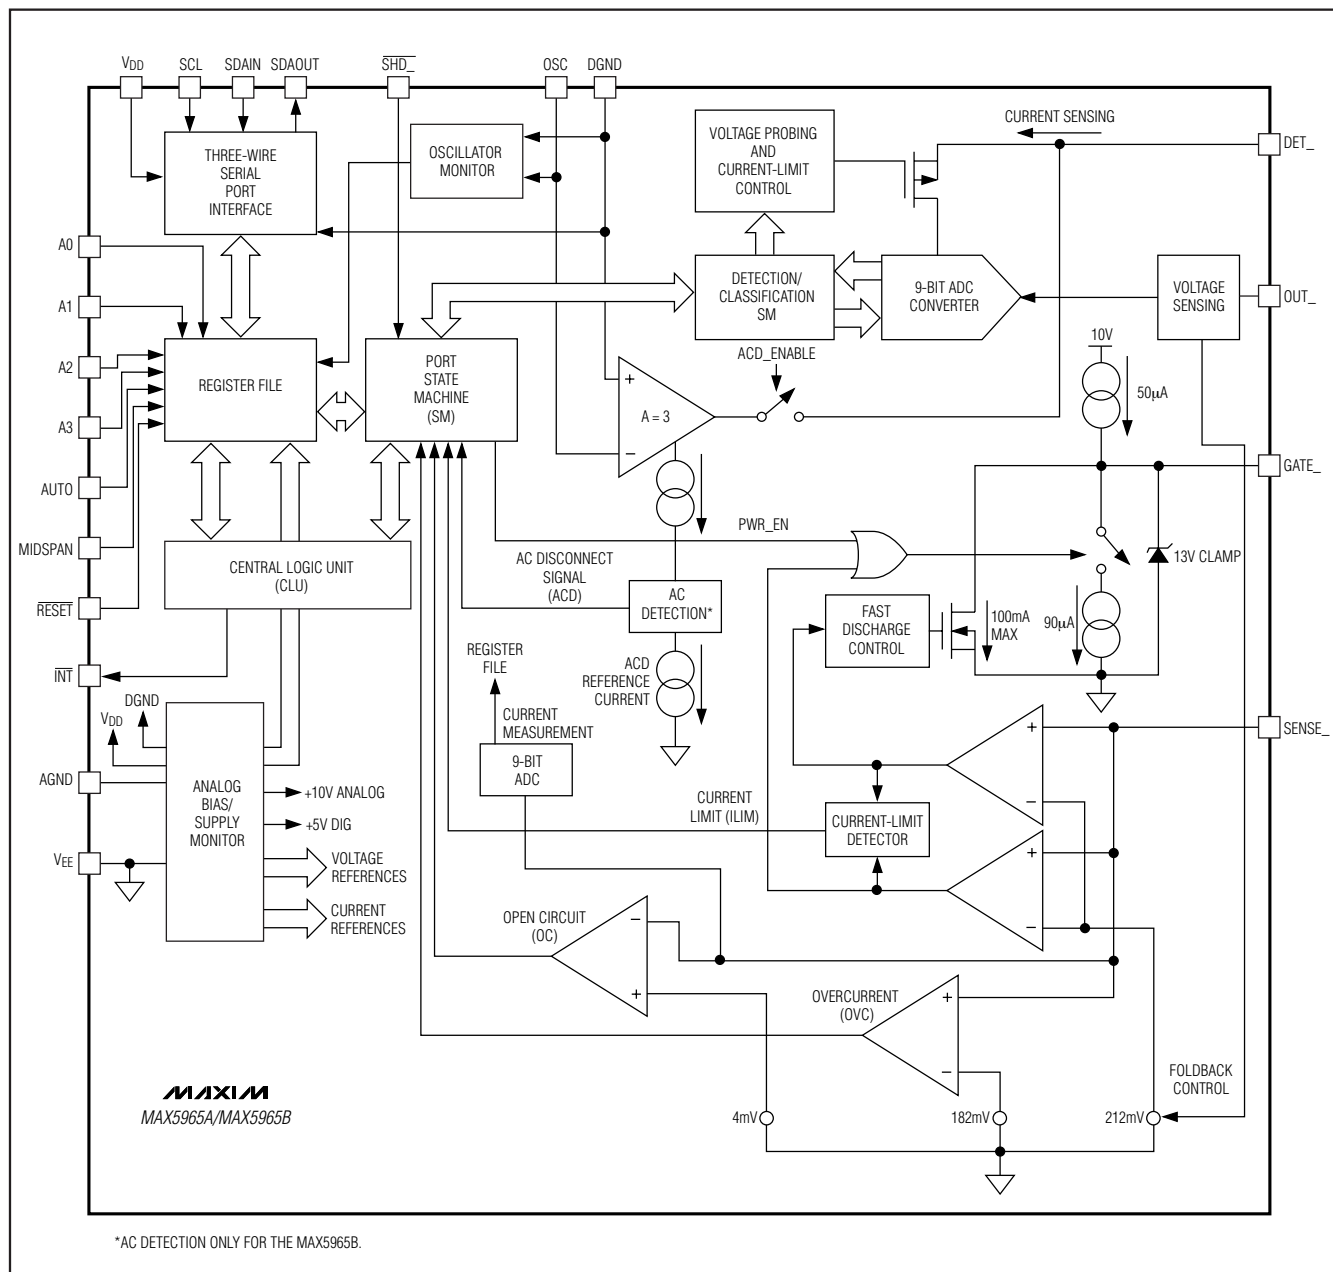 VDD
SCL
SDAIN
SDAOUT
SHD_
OSC
DGND
THREE-WIRE
SERIAL
PORT
INTERFACE
OSCILLATOR
MONITOR
VOLTAGE PROBING
AND
CURRENT-LIMIT
CONTROL
CURRENT SENSING
DET_
A0
A1
A2
A3
AUTO
MIDSPAN
RESET
INT
AGND
VEE
REGISTER FILE
PORT
STATE
MACHINE
(SM)
DETECTION/
CLASSIFICATION
SM
9-BIT ADC
CONVERTER
VOLTAGE
SENSING
OUT_
10V
50μA
ACD_ENABLE
+
A = 3
−
GATE_
PWR_EN
CENTRAL LOGIC UNIT
(CLU)
AC DISCONNECT
SIGNAL
(ACD)
AC
DETECTION*
13V CLAMP
FAST
DISCHARGE
CONTROL
100mA
MAX
90μA
REGISTER
FILE
ACD
REFERENCE
CURRENT
CURRENT
MEASUREMENT
9-BIT
ADC
DGND
VDD
ANALOG
BIAS/
SUPPLY
MONITOR
+10V ANALOG
+5V DIG
VOLTAGE
REFERENCES
CURRENT
REFERENCES
SENSE_
+
−
CURRENT
LIMIT (ILIM)
CURRENT-LIMIT
DETECTOR
+
−
OPEN CIRCUIT
(OC)
−
+
OVERCURRENT
(OVC)
+
−
FOLDBACK
CONTROL
4mV
182mV
212mV
MAXIM
MAX5965A/MAX5965B
*AC DETECTION ONLY FOR THE MAX5965B.